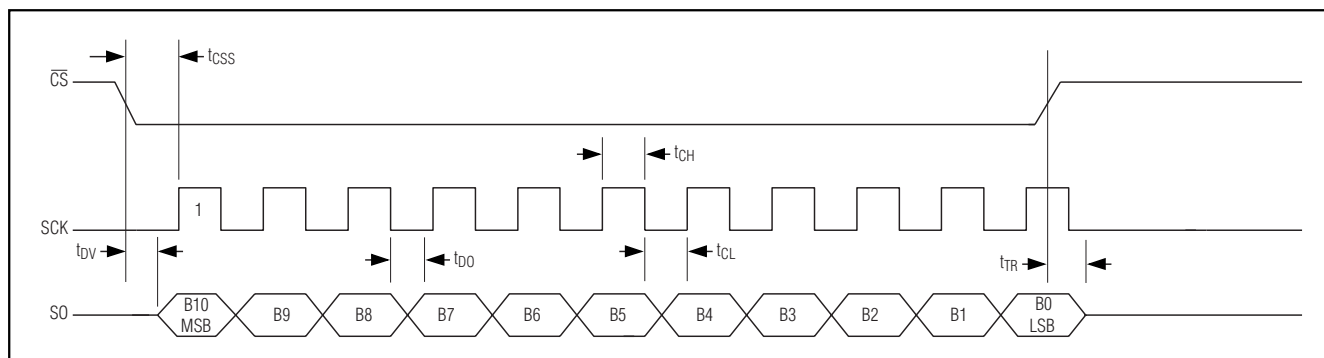 tCSS
CS
tCH
1
SCK
tDV
tDO
tCL
tTR
SO
B10
MSB
B9
B8
B7
B6
B5
B4
B3
B2
B1
B0
LSB